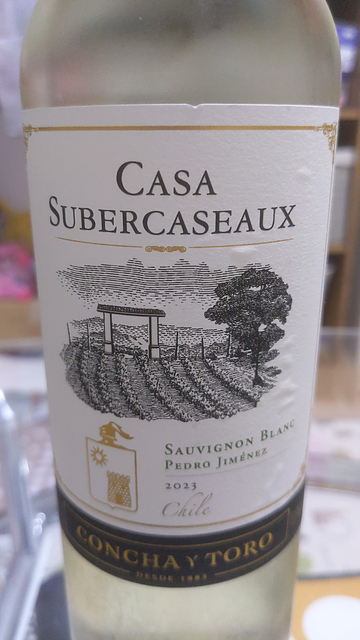 CASA
SUBERCASEAUX
SAUVIGNON BLANC
PEDRO JIMÉNEZ
2023
Chile
CONCHA Y TORO
DESDE 1883